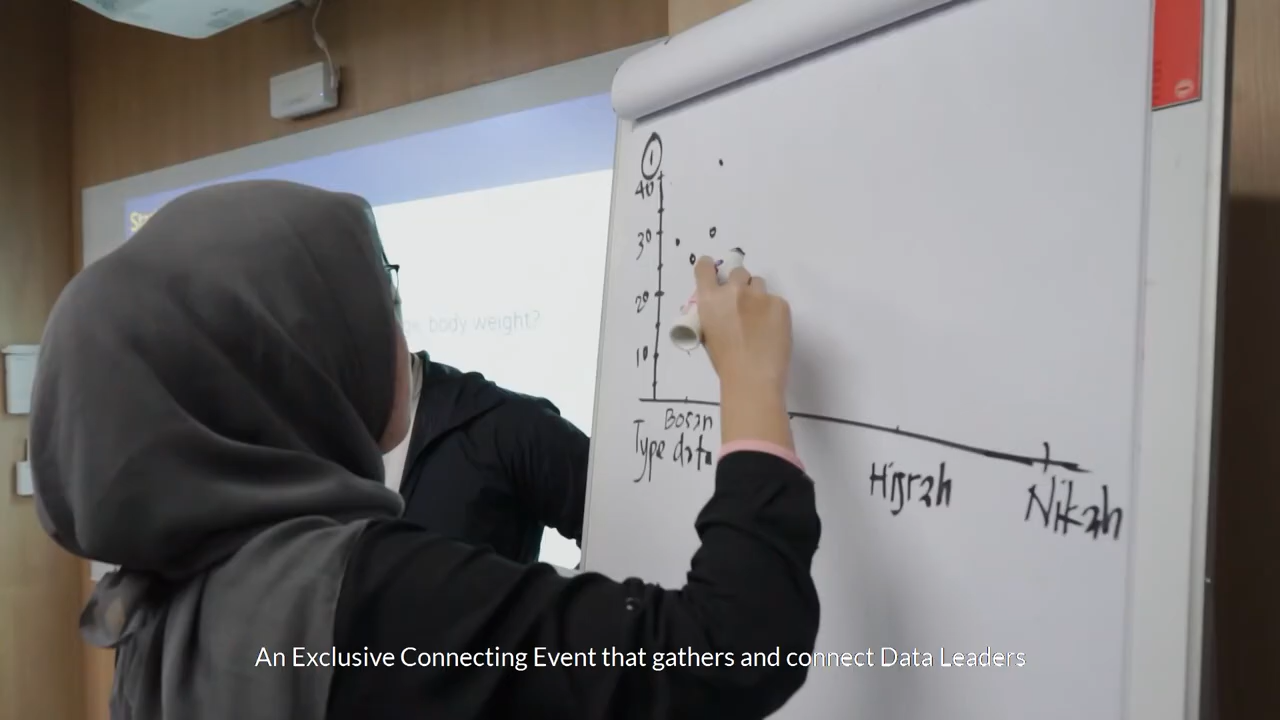 1
40
30
20
10
Bosan
Type data
Hijrah
Nikah
body weight?
An Exclusive Connecting Event that gathers and connect Data Leaders